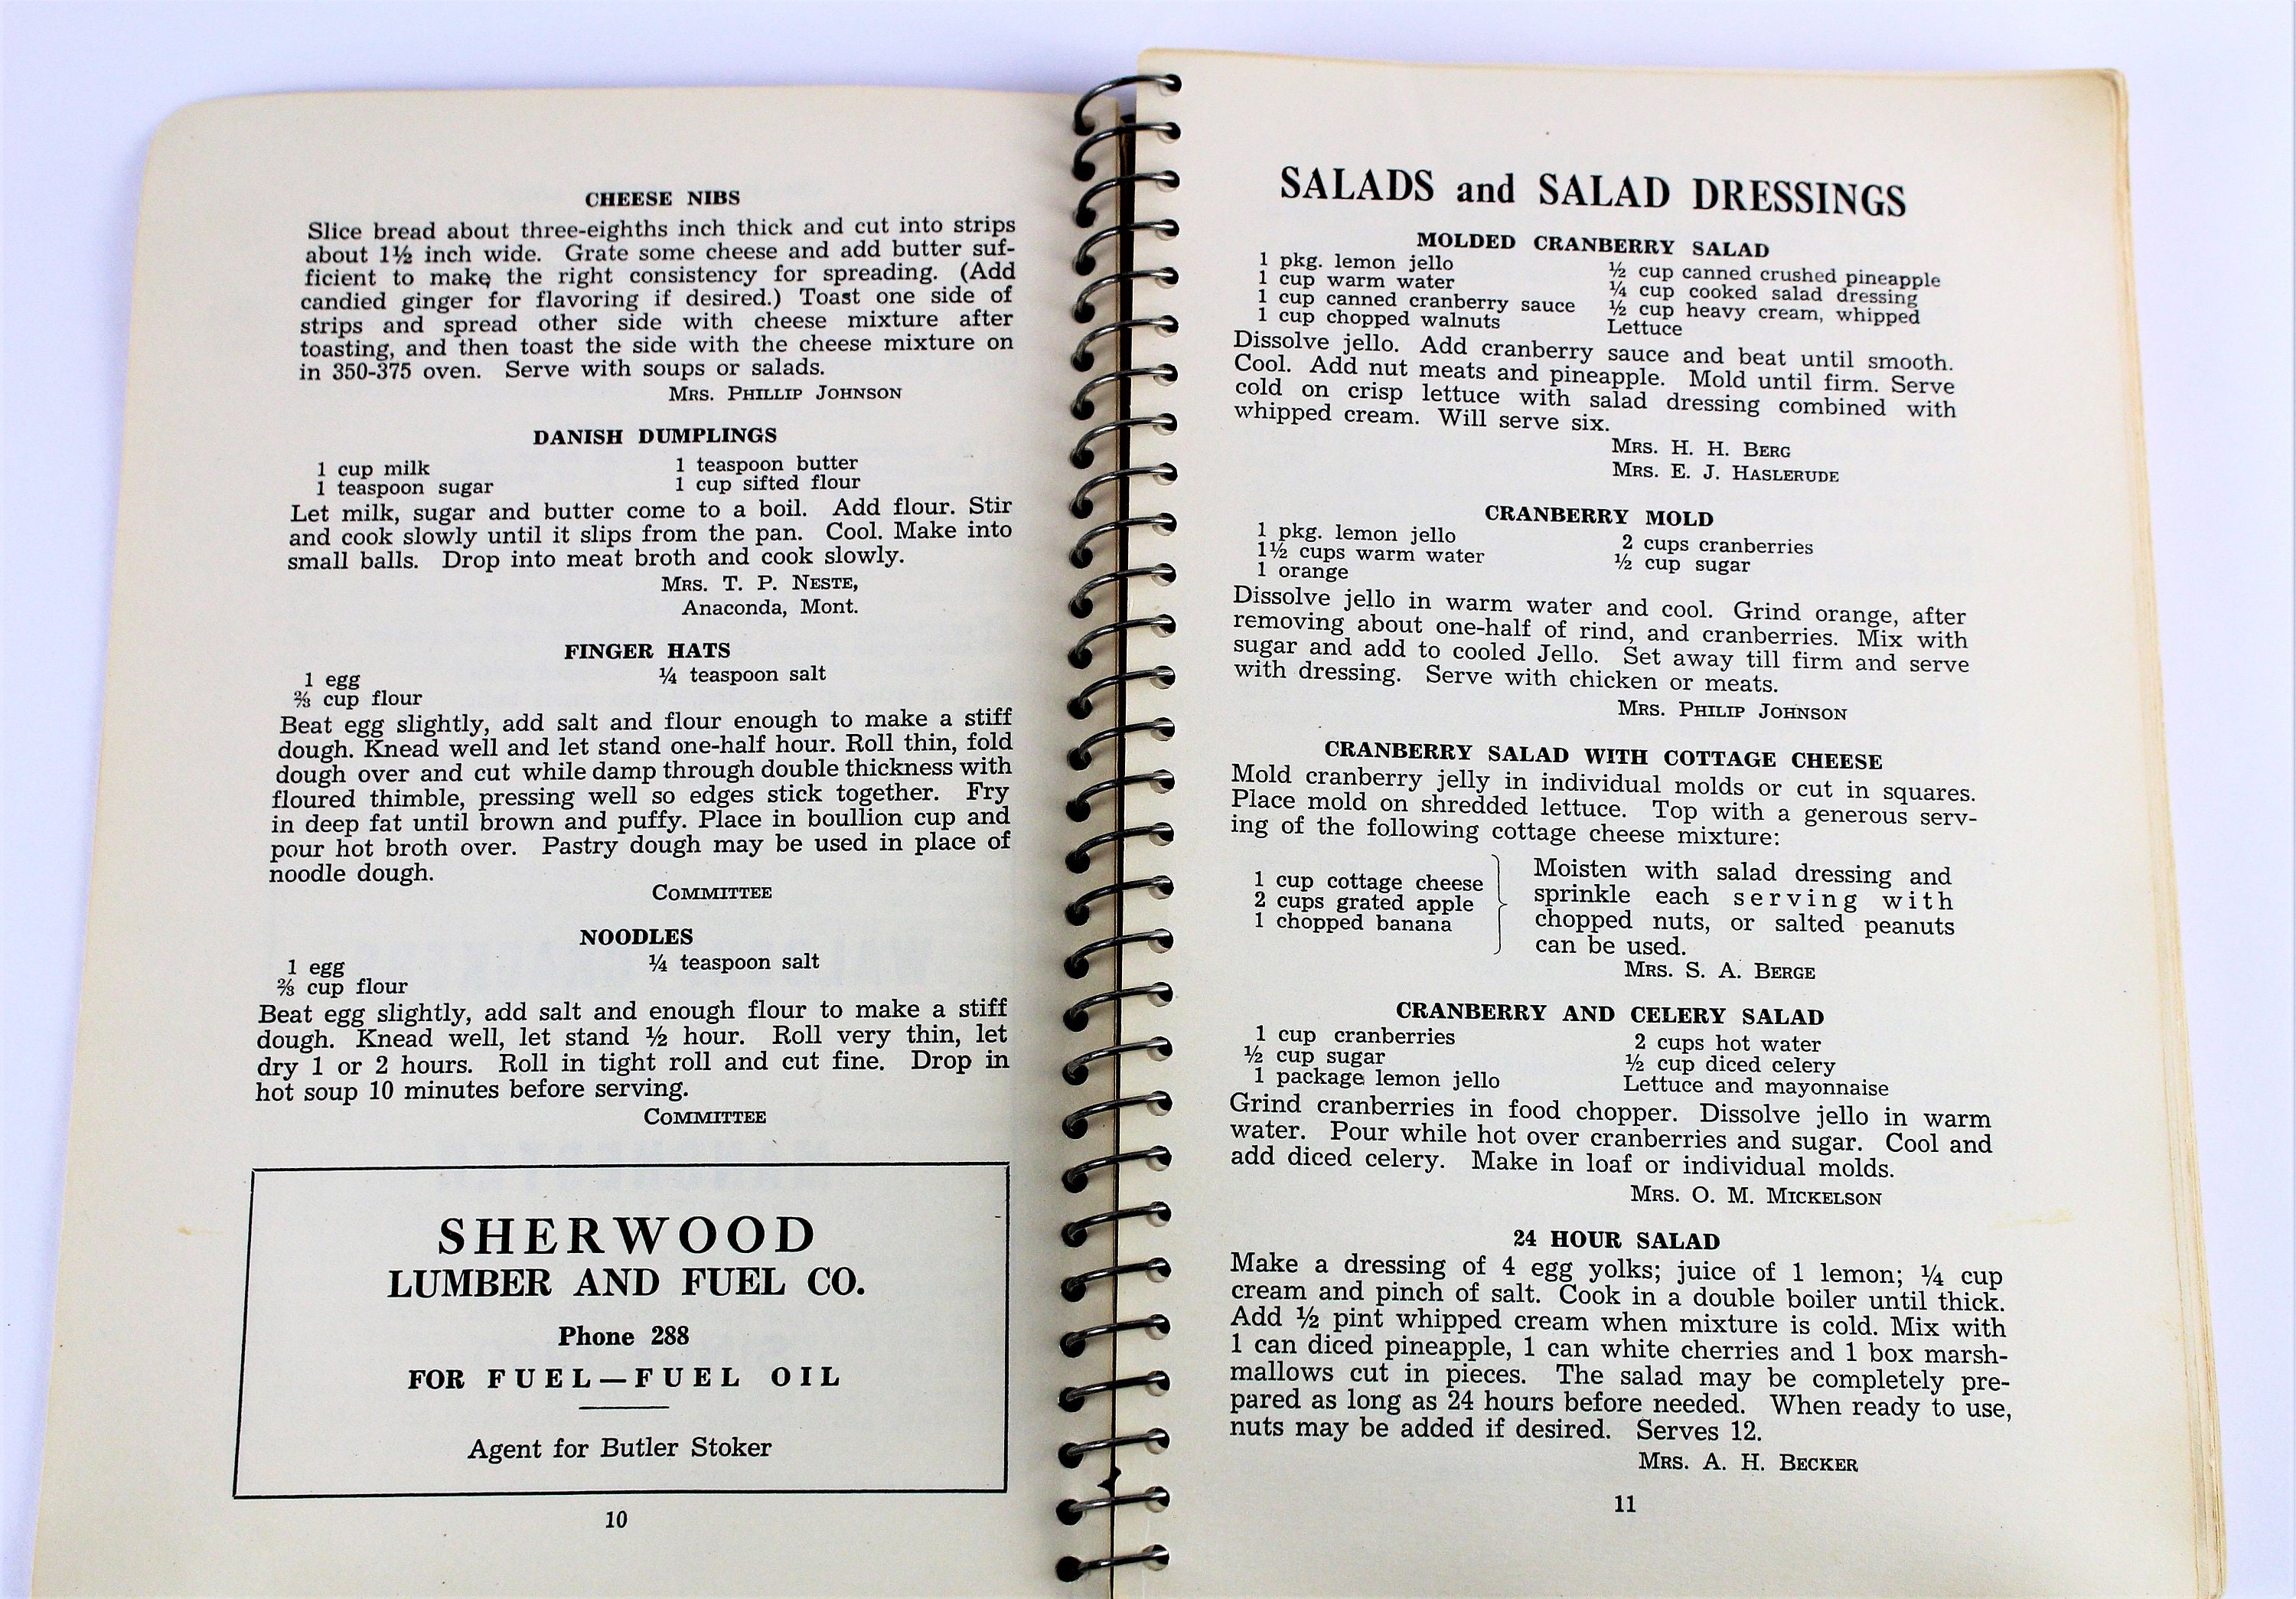 CHEESE NIBS
Slice bread about three-eighths inch thick and cut into strips
about 1½ inch wide. Grate some cheese and add butter suf-
ficient to make the right consistency for spreading. (Add
candied ginger for flavoring if desired.) Toast one side of
strips and spread other side with cheese mixture after
toasting, and then toast the side with the cheese mixture on
in 350-375 oven. Serve with soups or salads.
MRS. PHILLIP JOHNSON
DANISH DUMPLINGS
1 cup milk 1 teaspoon butter
1 teaspoon sugar 1 cup sifted flour
Let milk, sugar and butter come to a boil. Add flour. Stir
and cook slowly until it slips from the pan. Cool. Make into
small balls. Drop into meat broth and cook slowly.
MRS. T. P. NESTE,
Anaconda, Mont.
FINGER HATS
1 egg ¼ teaspoon salt
⅔ cup flour
Beat egg slightly, add salt and flour enough to make a stiff
dough. Knead well and let stand one-half hour. Roll thin, fold
dough over and cut while damp through double thickness with
floured thimble, pressing well so edges stick together. Fry
in deep fat until brown and puffy. Place in boullion cup and
pour hot broth over. Pastry dough may be used in place of
noodle dough.
COMMITTEE
NOODLES
1 egg ¼ teaspoon salt
⅔ cup flour
Beat egg slightly, add salt and enough flour to make a stiff
dough. Knead well, let stand ½ hour. Roll very thin, let
dry 1 or 2 hours. Roll in tight roll and cut fine. Drop in
hot soup 10 minutes before serving.
COMMITTEE
SHERWOOD
LUMBER AND FUEL CO.
Phone 288
FOR FUEL—FUEL OIL
Agent for Butler Stoker
10
SALADS and SALAD DRESSINGS
MOLDED CRANBERRY SALAD
1 pkg. lemon jello ½ cup canned crushed pineapple
1 cup warm water ¼ cup cooked salad dressing
1 cup canned cranberry sauce ½ cup heavy cream, whipped
1 cup chopped walnuts Lettuce
Dissolve jello. Add cranberry sauce and beat until smooth.
Cool. Add nut meats and pineapple. Mold until firm. Serve
cold on crisp lettuce with salad dressing combined with
whipped cream. Will serve six.
MRS. H. H. BERG
MRS. E. J. HASLERUDE
CRANBERRY MOLD
1 pkg. lemon jello 2 cups cranberries
1½ cups warm water ½ cup sugar
1 orange
Dissolve jello in warm water and cool. Grind orange, after
removing about one-half of rind, and cranberries. Mix with
sugar and add to cooled Jello. Set away till firm and serve
with dressing. Serve with chicken or meats.
MRS. PHILIP JOHNSON
CRANBERRY SALAD WITH COTTAGE CHEESE
Mold cranberry jelly in individual molds or cut in squares.
Place mold on shredded lettuce. Top with a generous serv-
ing of the following cottage cheese mixture:
1 cup cottage cheese
2 cups grated apple
1 chopped banana
Moisten with salad dressing and
sprinkle each serving with
chopped nuts, or salted peanuts
can be used.
MRS. S. A. BERGE
CRANBERRY AND CELERY SALAD
1 cup cranberries 2 cups hot water
½ cup sugar ½ cup diced celery
1 package lemon jello Lettuce and mayonnaise
Grind cranberries in food chopper. Dissolve jello in warm
water. Pour while hot over cranberries and sugar. Cool and
add diced celery. Make in loaf or individual molds.
MRS. O. M. MICKELSON
24 HOUR SALAD
Make a dressing of 4 egg yolks; juice of 1 lemon; ¼ cup
cream and pinch of salt. Cook in a double boiler until thick.
Add ½ pint whipped cream when mixture is cold. Mix with
1 can diced pineapple, 1 can white cherries and 1 box marsh-
mallows cut in pieces. The salad may be completely pre-
pared as long as 24 hours before needed. When ready to use,
nuts may be added if desired. Serves 12.
MRS. A. H. BECKER
11